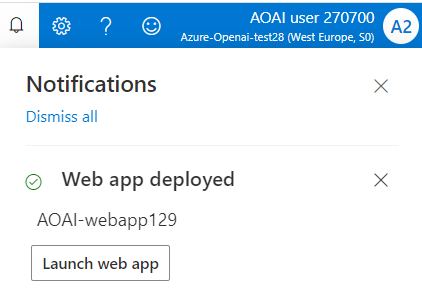 AOAI user 270700
Azure-Openai-test28 (West Europe, S0)
A2
Notifications
Dismiss all
Web app deployed
AOAI-webapp129
Launch web app